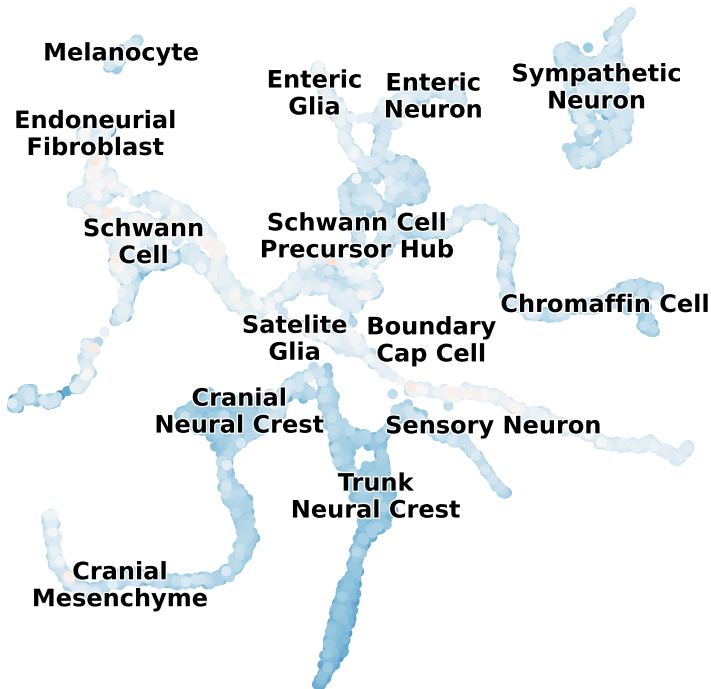 Melanocyte
Enteric
Glia
Enteric
Neuron
Sympathetic
Neuron
Endoneurial
Fibroblast
Schwann
Cell
Schwann Cell
Precursor Hub
Chromaffin Cell
Satelite
Glia
Boundary
Cap Cell
Cranial
Neural Crest
Sensory Neuron
Trunk
Neural Crest
Cranial
Mesenchyme